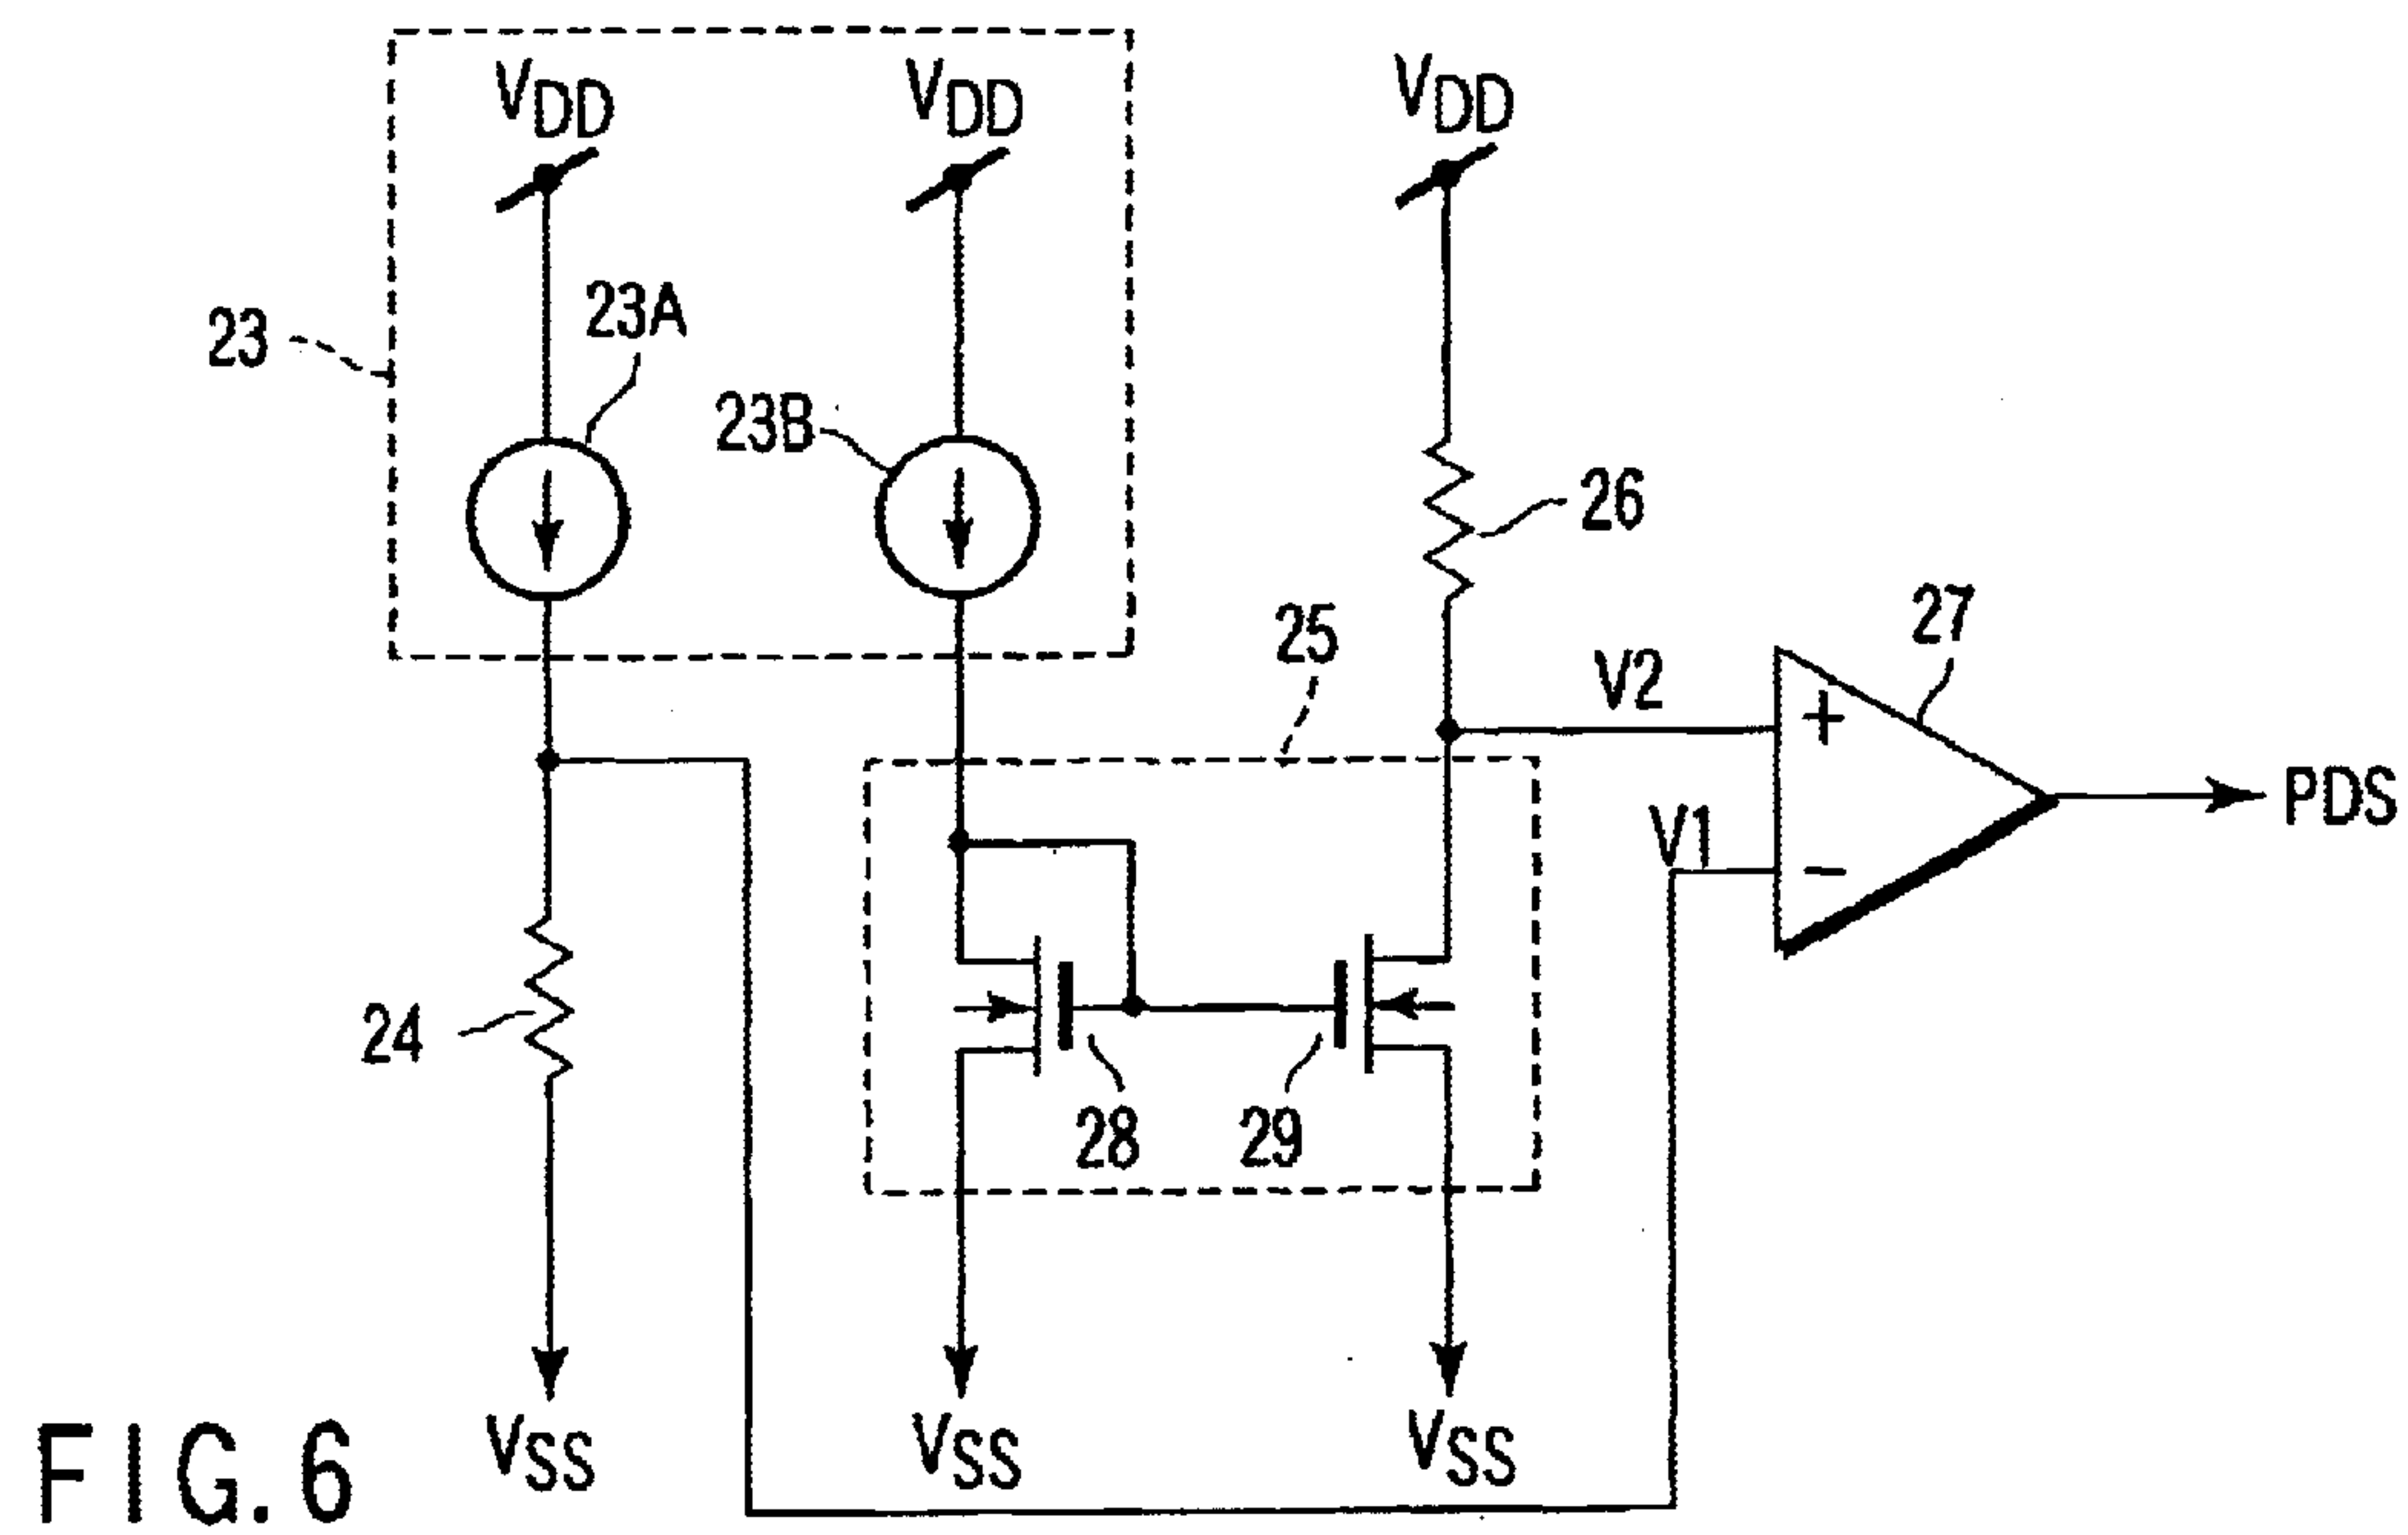 VDD VDD VDD
23A
23
23B
26
27
25
V2
+
V1
PDS
-
24
28 29
VSS VSS VSS
FIG.6